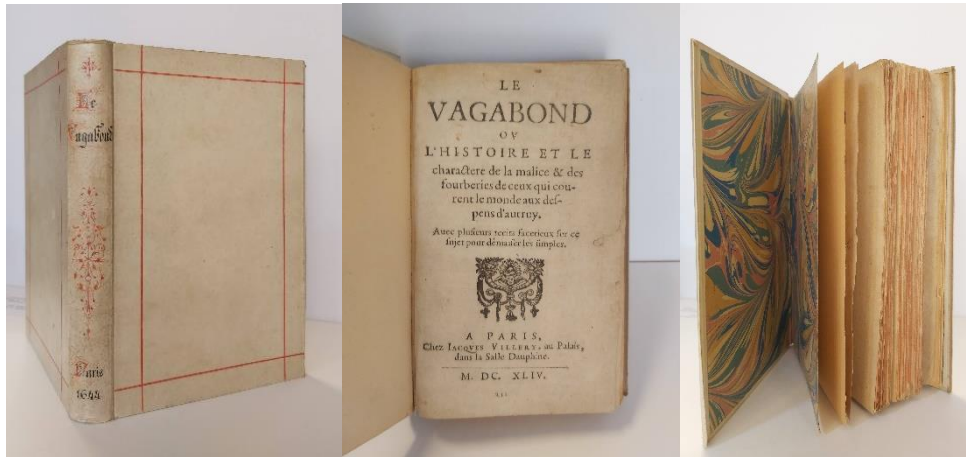 Le
Vagabond
Paris
1644
LE
VAGABOND
OV
L'HISTOIRE ET LE
charactere de la malice & des
fourberies de ceux qui cou-
rent le monde aux des-
pens d'autruy.
Auec plusieurs recits facetieux sur ce
sujet pour démaiser les simples.
A PARIS,
Chez IACQVES VILLERY, au Palais,
dans la Salle Dauphine.
M. DC. XLIV.